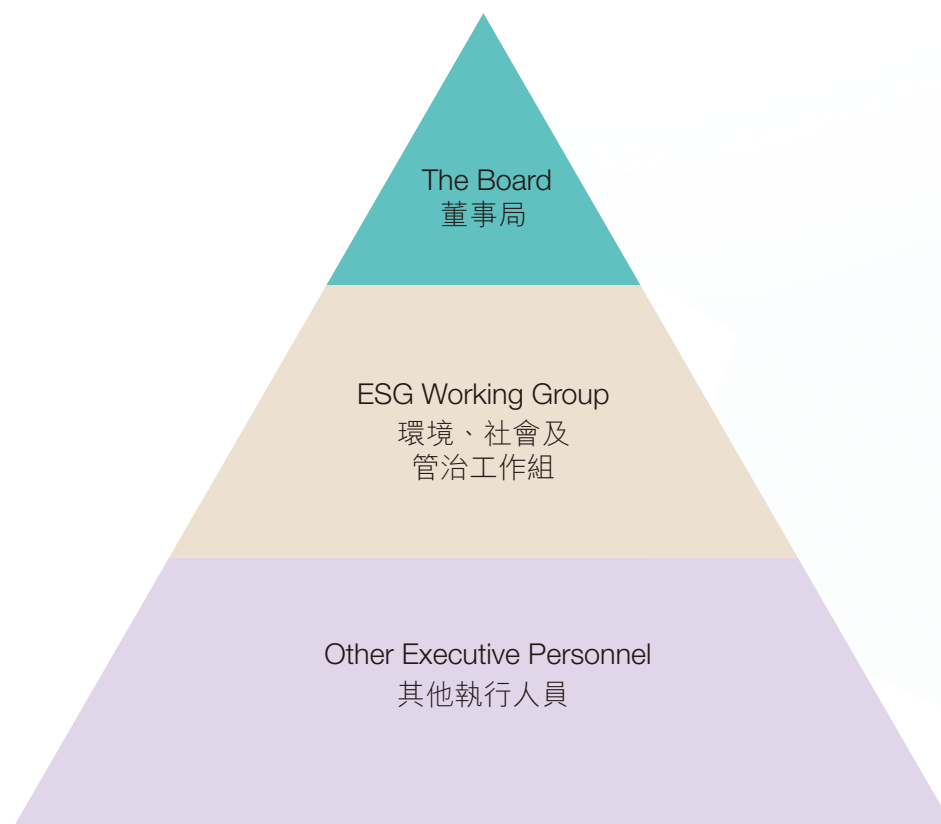 The Board
董事局
ESG Working Group
環境、社會及
管治工作組
Other Executive Personnel
其他執行人員